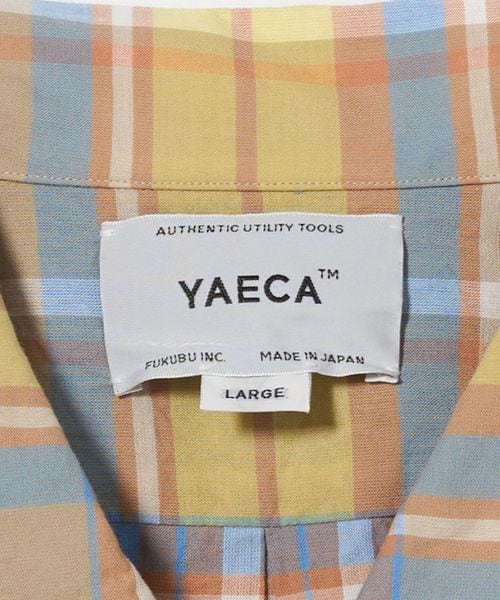 AUTHENTIC UTILITY TOOLS
YAECA™
FUKUBU INC. MADE IN JAPAN
LARGE